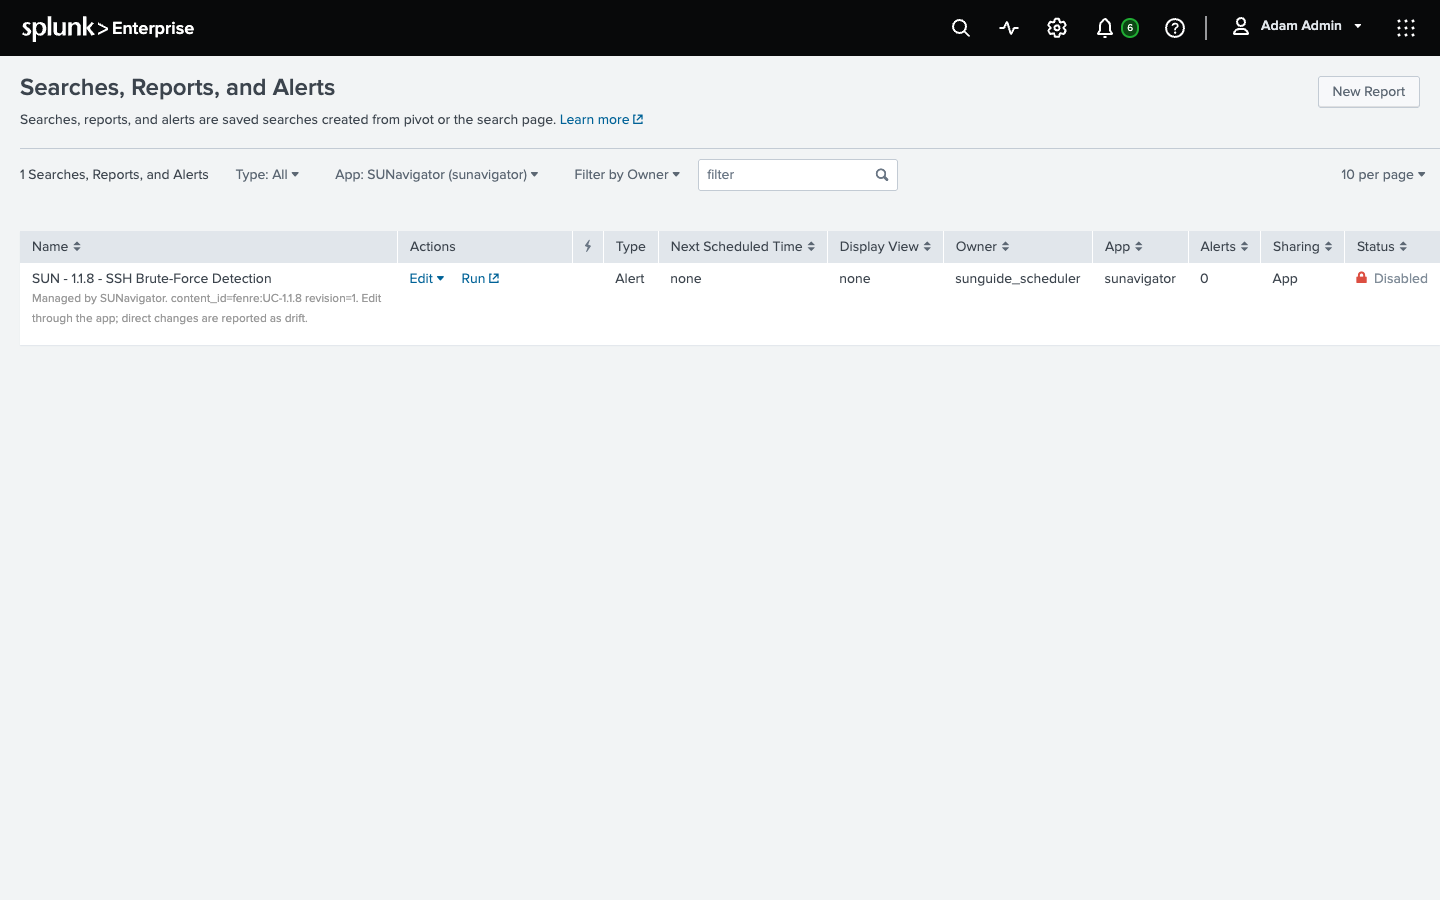 splunk>Enterprise
6
Adam Admin
Searches, Reports, and Alerts
New Report
Searches, reports, and alerts are saved searches created from pivot or the search page. Learn more
1 Searches, Reports, and Alerts
Type: All
App: SUNavigator (sunavigator)
Filter by Owner
filter
10 per page
Name
Actions
Type
Next Scheduled Time
Display View
Owner
App
Alerts
Sharing
Status
SUN - 1.1.8 - SSH Brute-Force Detection
Edit
Run
Alert
none
none
sunguide_scheduler
sunavigator
0
App
Disabled
Managed by SUNavigator. content_id=fenre:UC-1.1.8 revision=1. Edit
through the app; direct changes are reported as drift.